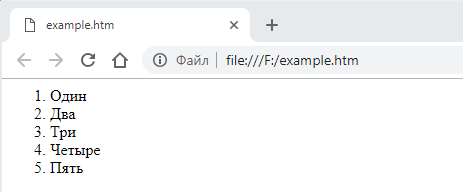 example.htm
Файл file:///F:/example.htm
1. Один
2. Два
3. Три
4. Четыре
5. Пять